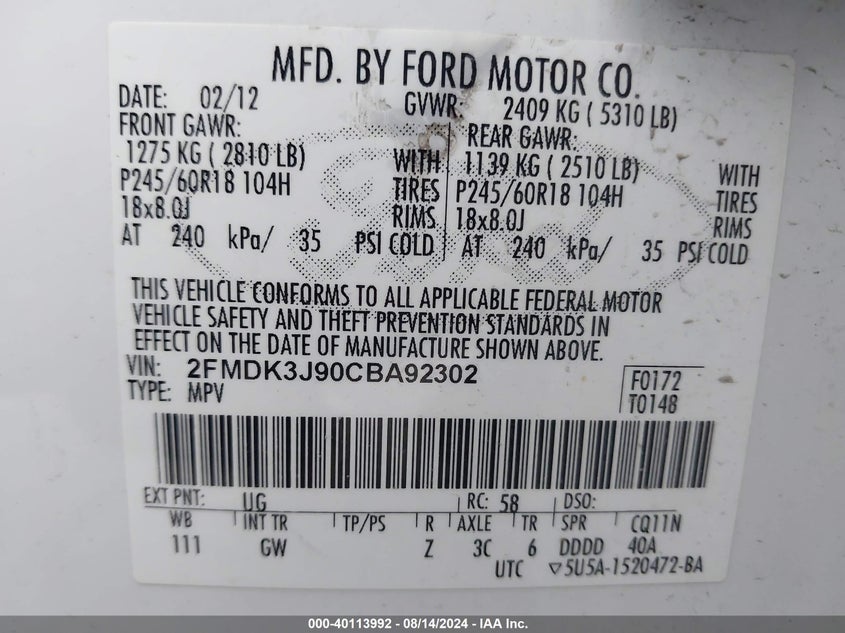 MFD. BY FORD MOTOR CO.
DATE: 02/12 GVWR: 2409 KG ( 5310 LB)
FRONT GAWR: REAR GAWR:
1275 KG ( 2810 LB) WITH 1139 KG ( 2510 LB) WITH
P245/60R18 104H TIRES P245/60R18 104H TIRES
18x8.0J RIMS 18x8.0J RIMS
AT 240 kPa/ 35 PSI COLD AT 240 kPa/ 35 PSI COLD
THIS VEHICLE CONFORMS TO ALL APPLICABLE FEDERAL MOTOR
VEHICLE SAFETY AND THEFT PREVENTION STANDARDS IN
EFFECT ON THE DATE OF MANUFACTURE SHOWN ABOVE.
VIN: 2FMDK3J90CBA92302 F0172
TYPE: MPV T0148
EXT PNT: UG RC: 58 DSO:
WB INT TR TP/PS R AXLE TR SPR CQ11N
111 GW Z 3C 6 DDDD 40A
UTC ▽5U5A-1520472-BA
000-40113992 - 08/14/2024 - IAA Inc.